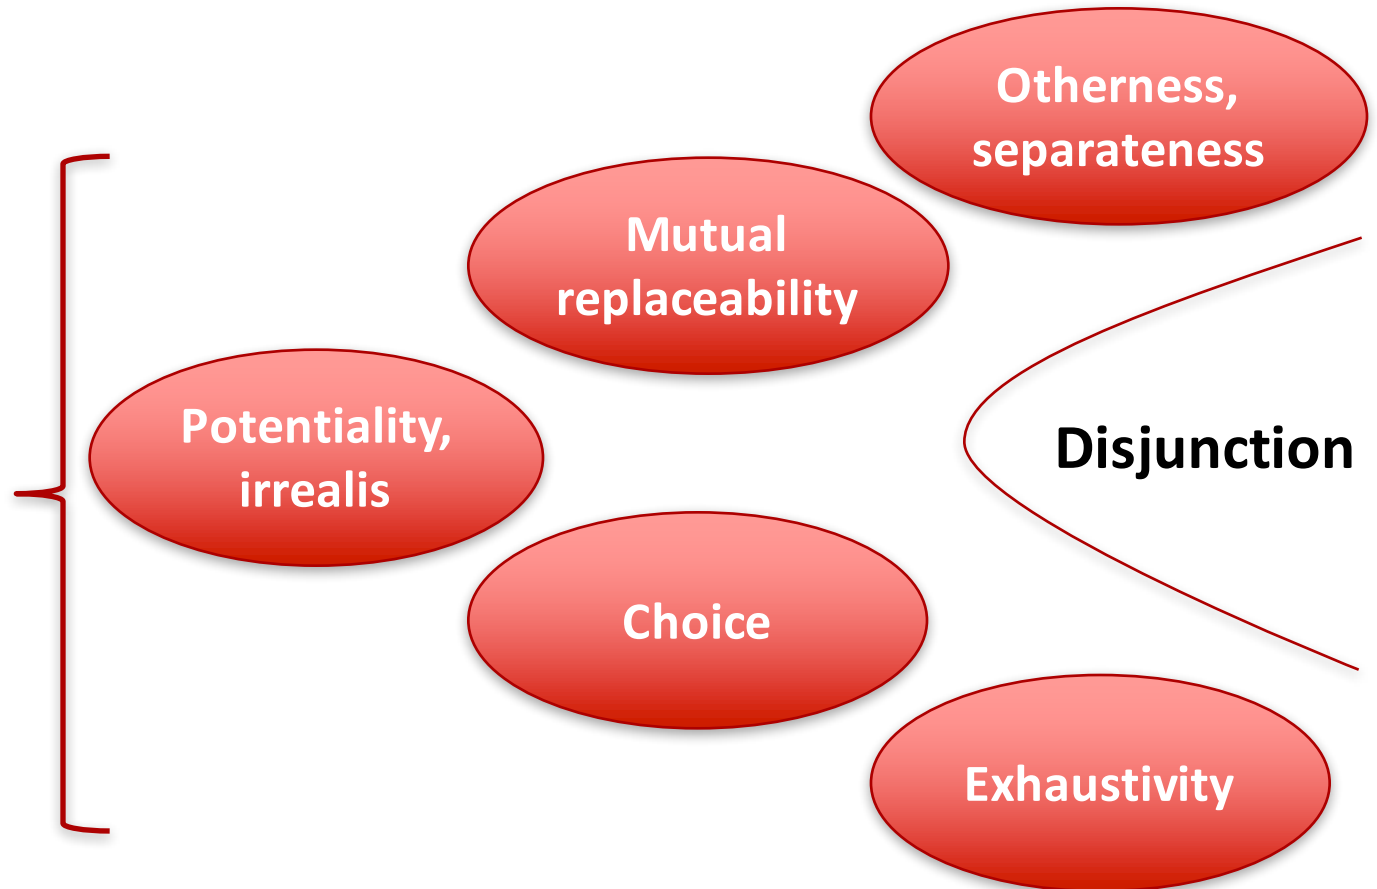 Otherness,
separateness
Mutual
replaceability
Potentiality,
irrealis
Disjunction
Choice
Exhaustivity